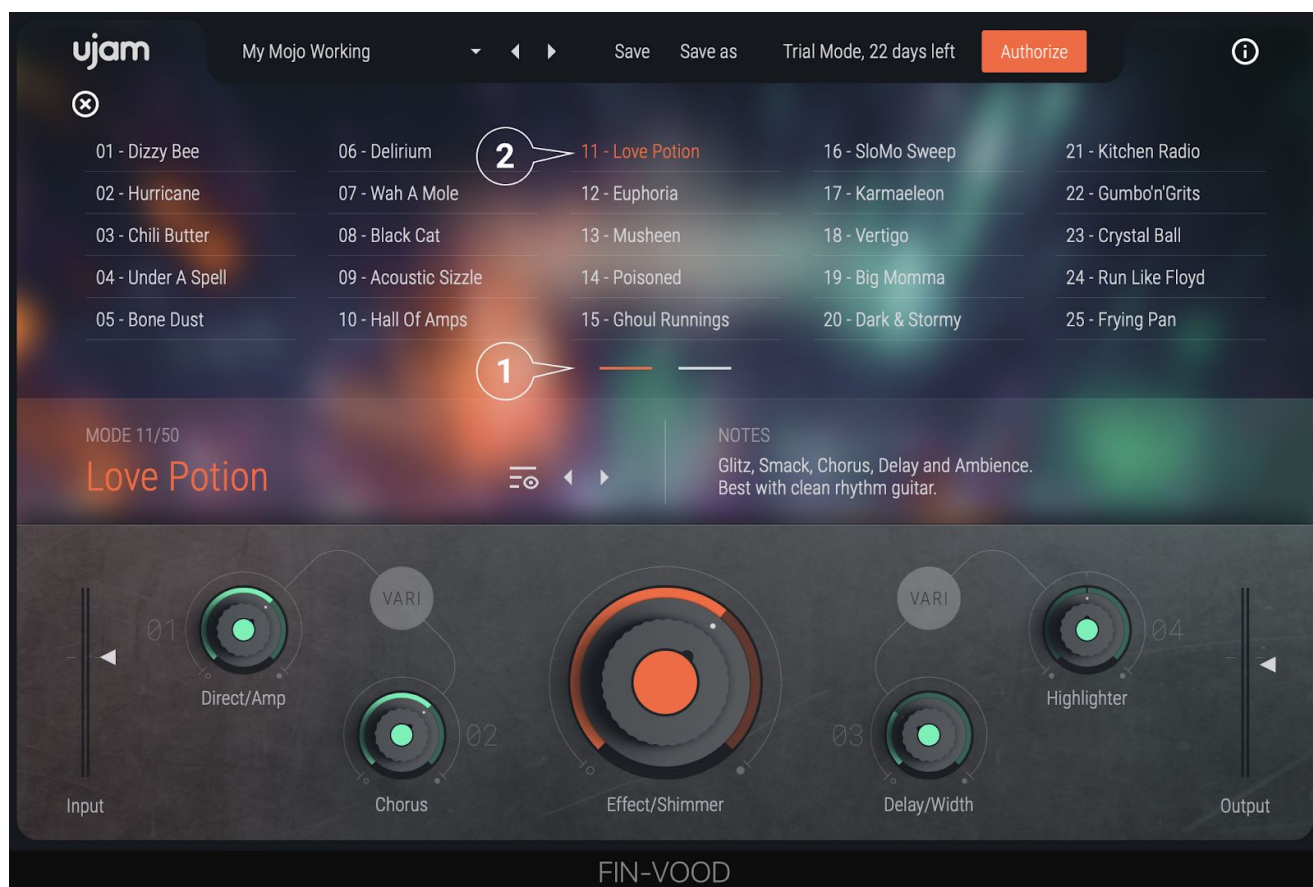 ujam
My Mojo Working
Save
Save as
Trial Mode, 22 days left
Authorize
01 - Dizzy Bee
06 - Delirium
2
11 - Love Potion
16 - SloMo Sweep
21 - Kitchen Radio
02 - Hurricane
07 - Wah A Mole
12 - Euphoria
17 - Karmaeleon
22 - Gumbo'n'Grits
03 - Chili Butter
08 - Black Cat
13 - Musheen
18 - Vertigo
23 - Crystal Ball
04 - Under A Spell
09 - Acoustic Sizzle
14 - Poisoned
19 - Big Momma
24 - Run Like Floyd
05 - Bone Dust
10 - Hall Of Amps
15 - Ghoul Runnings
20 - Dark & Stormy
25 - Frying Pan
1
MODE 11/50
Love Potion
NOTES
Glitz, Smack, Chorus, Delay and Ambience.
Best with clean rhythm guitar.
01
Direct/Amp
VARI
02
Chorus
Effect/Shimmer
VARI
03
Delay/Width
04
Highlighter
Input
Output
FIN-VOOD